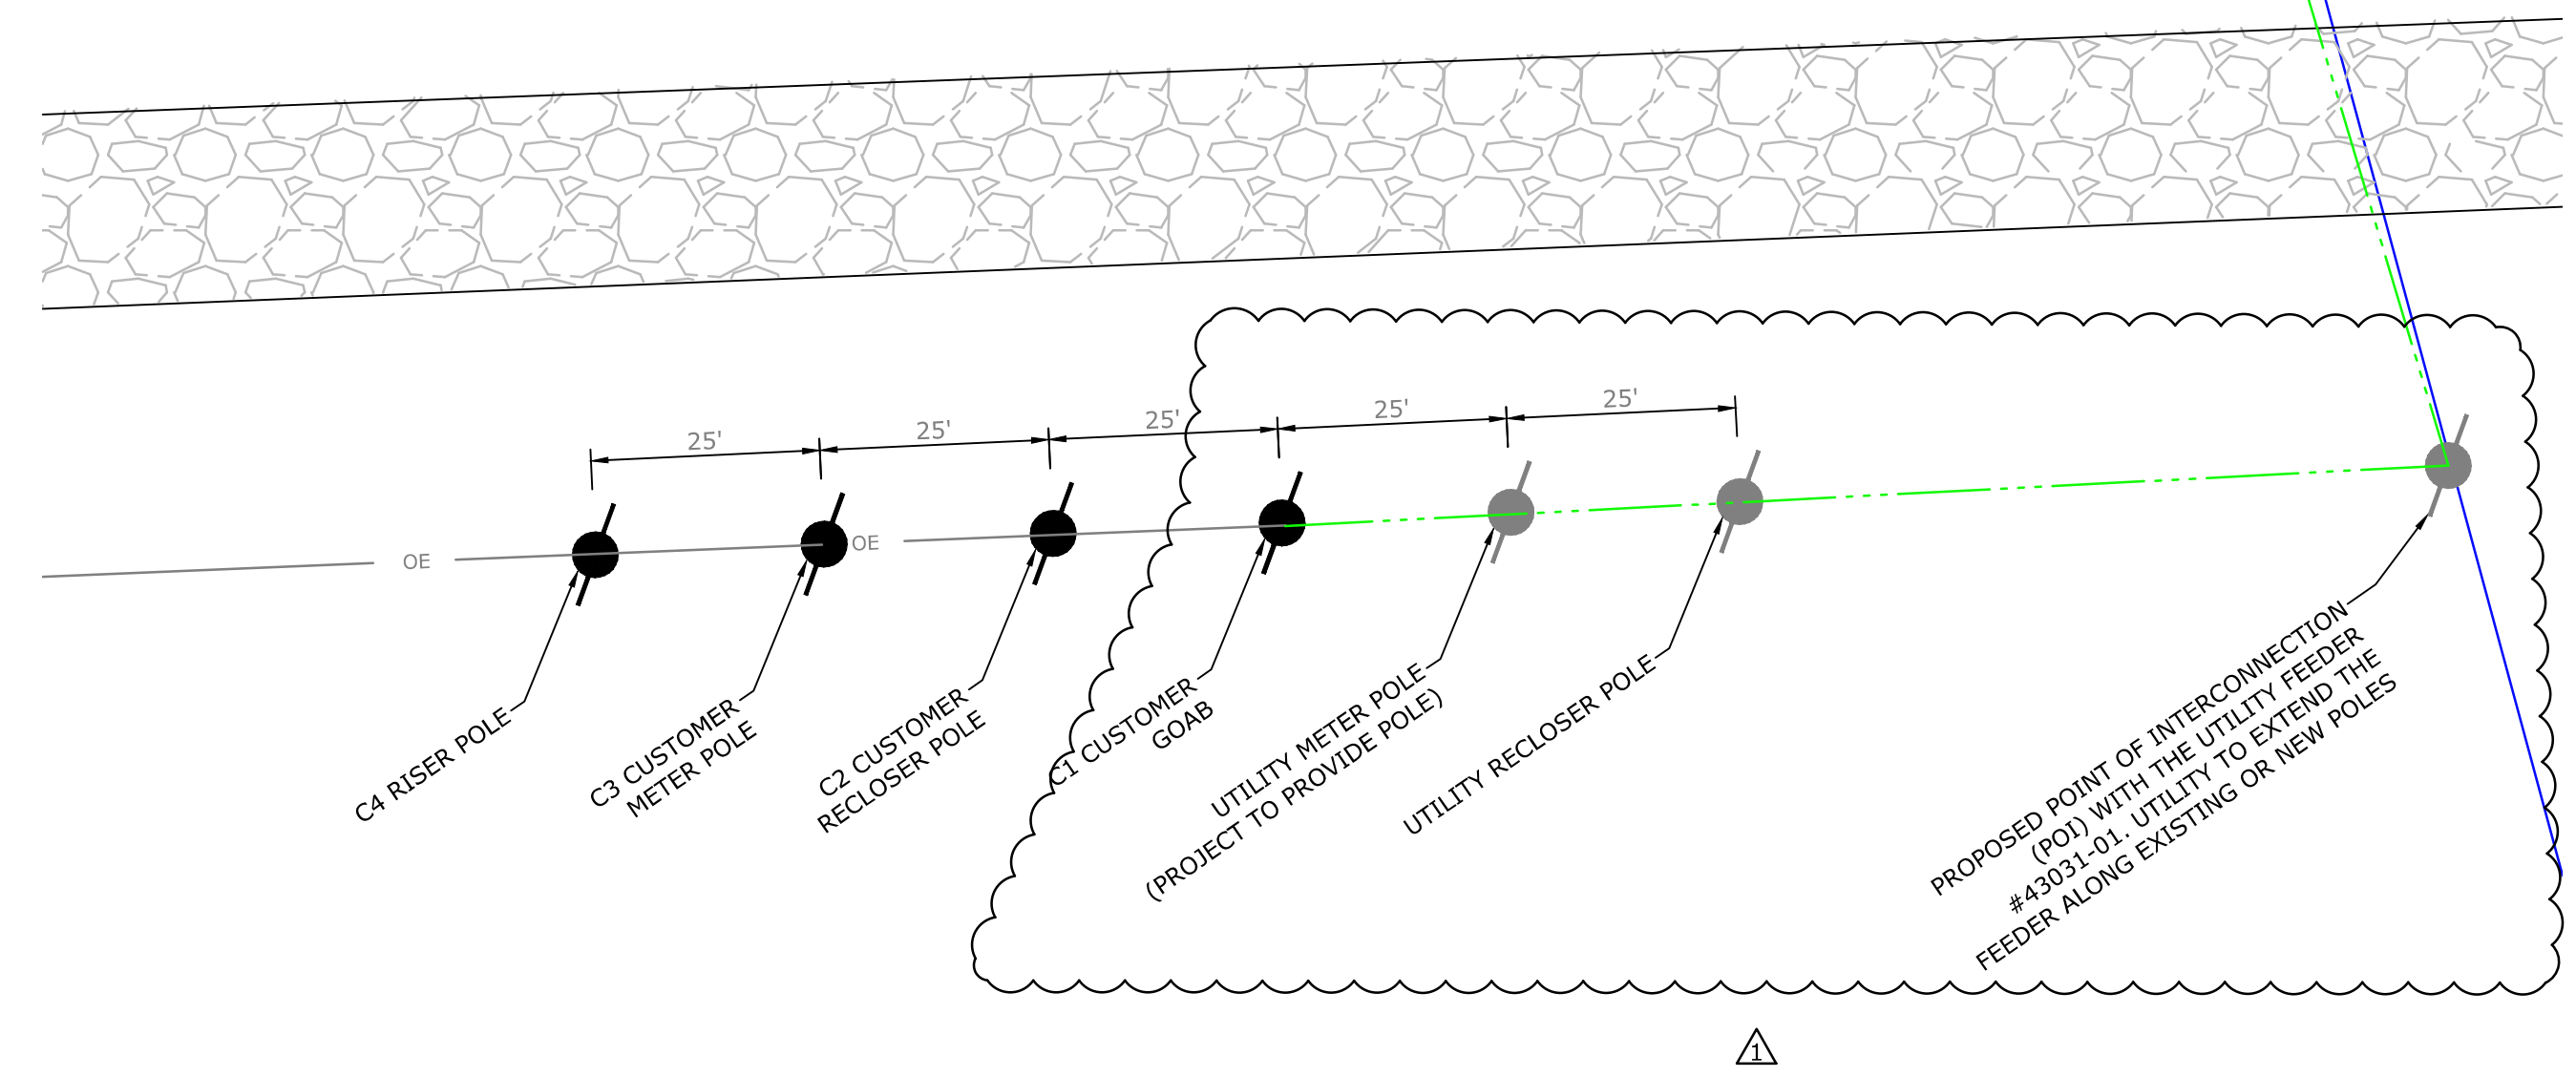 25'
25'
25'
25'
25'
OE
OE
C4 RISER POLE
C3 CUSTOMER
METER POLE
C2 CUSTOMER
RECLOSER POLE
C1 CUSTOMER
GOAB
UTILITY METER POLE
(PROJECT TO PROVIDE POLE)
UTILITY RECLOSER POLE
PROPOSED POINT OF INTERCONNECTION
(POI) WITH THE UTILITY FEEDER
#43031-01. UTILITY TO EXTEND THE
FEEDER ALONG EXISTING OR NEW POLES
1